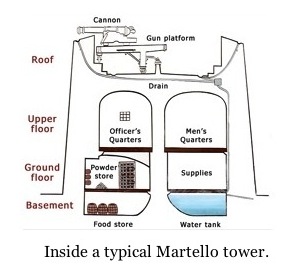 Cannon
Gun platform
Roof
Drain
Upper
floor
Officer's
Quarters
Men's
Quarters
Ground
floor
Powder
store
Supplies
Basement
Food store
Water tank
Inside a typical Martello tower.